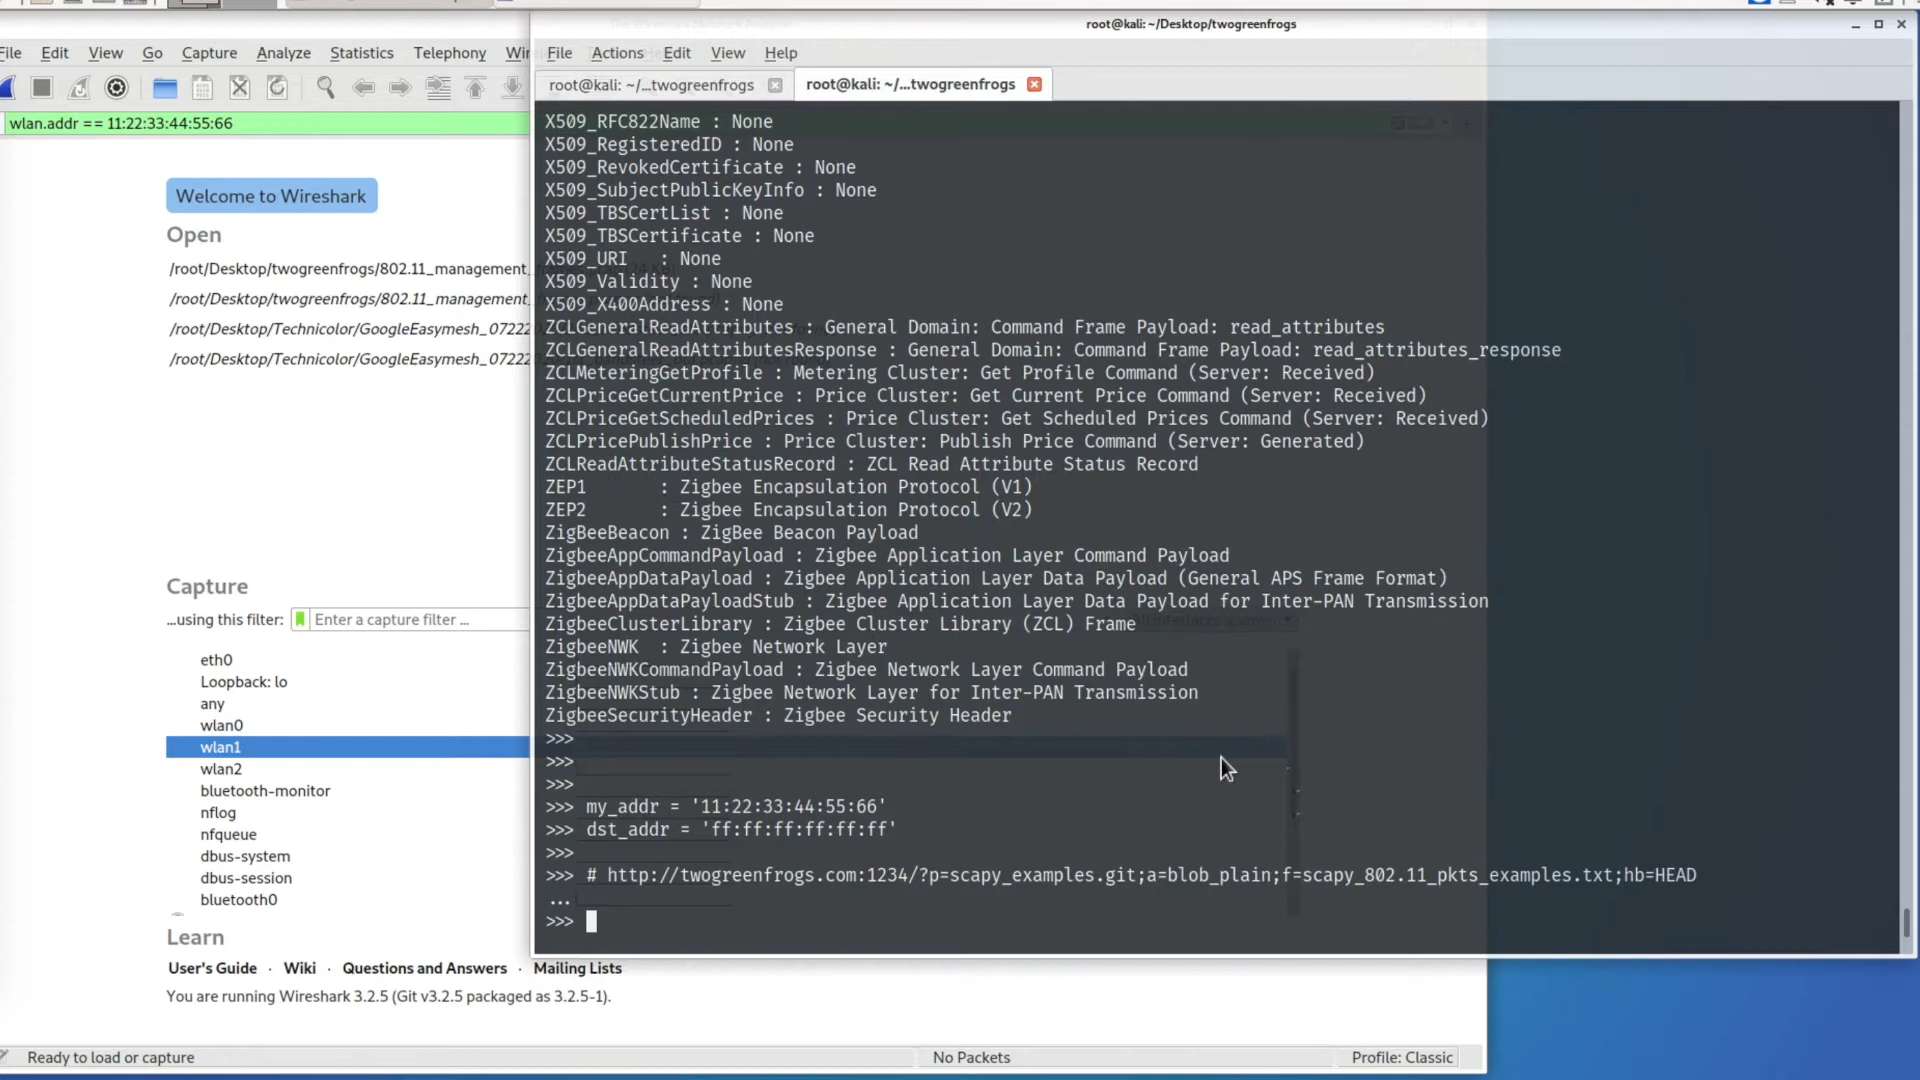 root@kali: ~/Desktop/twogreenfrogs
File Edit View Go Capture Analyze Statistics Telephony
wlan.addr == 11:22:33:44:55:66
Welcome to Wireshark
Open
/root/Desktop/twogreenfrogs/802.11_management_
/root/Desktop/twogreenfrogs/802.11_management_
/root/Desktop/Technicolor/GoogleEasymesh_0722
/root/Desktop/Technicolor/GoogleEasymesh_0722
Capture
...using this filter: Enter a capture filter ...
eth0
Loopback: lo
any
wlan0
wlan1
wlan2
bluetooth-monitor
nflog
nfqueue
dbus-system
dbus-session
bluetooth0
Learn
User's Guide · Wiki · Questions and Answers · Mailing Lists
You are running Wireshark 3.2.5 (Git v3.2.5 packaged as 3.2.5-1).
Ready to load or capture No Packets Profile: Classic
File Actions Edit View Help
root@kali: ~/...twogreenfrogs root@kali: ~/...twogreenfrogs
X509_RFC822Name : None
X509_RegisteredID : None
X509_RevokedCertificate : None
X509_SubjectPublicKeyInfo : None
X509_TBSCertList : None
X509_TBSCertificate : None
X509_URI   : None
X509_Validity : None
X509_X400Address : None
ZCLGeneralReadAttributes : General Domain: Command Frame Payload: read_attributes
ZCLGeneralReadAttributesResponse : General Domain: Command Frame Payload: read_attributes_response
ZCLMeteringGetProfile : Metering Cluster: Get Profile Command (Server: Received)
ZCLPriceGetCurrentPrice : Price Cluster: Get Current Price Command (Server: Received)
ZCLPriceGetScheduledPrices : Price Cluster: Get Scheduled Prices Command (Server: Received)
ZCLPricePublishPrice : Price Cluster: Publish Price Command (Server: Generated)
ZCLReadAttributeStatusRecord : ZCL Read Attribute Status Record
ZEP1       : Zigbee Encapsulation Protocol (V1)
ZEP2       : Zigbee Encapsulation Protocol (V2)
ZigBeeBeacon : ZigBee Beacon Payload
ZigbeeAppCommandPayload : Zigbee Application Layer Command Payload
ZigbeeAppDataPayload : Zigbee Application Layer Data Payload (General APS Frame Format)
ZigbeeAppDataPayloadStub : Zigbee Application Layer Data Payload for Inter-PAN Transmission
ZigbeeClusterLibrary : Zigbee Cluster Library (ZCL) Frame
ZigbeeNWK  : Zigbee Network Layer
ZigbeeNWKCommandPayload : Zigbee Network Layer Command Payload
ZigbeeNWKStub : Zigbee Network Layer for Inter-PAN Transmission
ZigbeeSecurityHeader : Zigbee Security Header
>>>
>>>
>>>
>>> my_addr = '11:22:33:44:55:66'
>>> dst_addr = 'ff:ff:ff:ff:ff:ff'
>>>
>>> # http://twogreenfrogs.com:1234/?p=scapy_examples.git;a=blob_plain;f=scapy_802.11_pkts_examples.txt;hb=HEAD
...
>>>